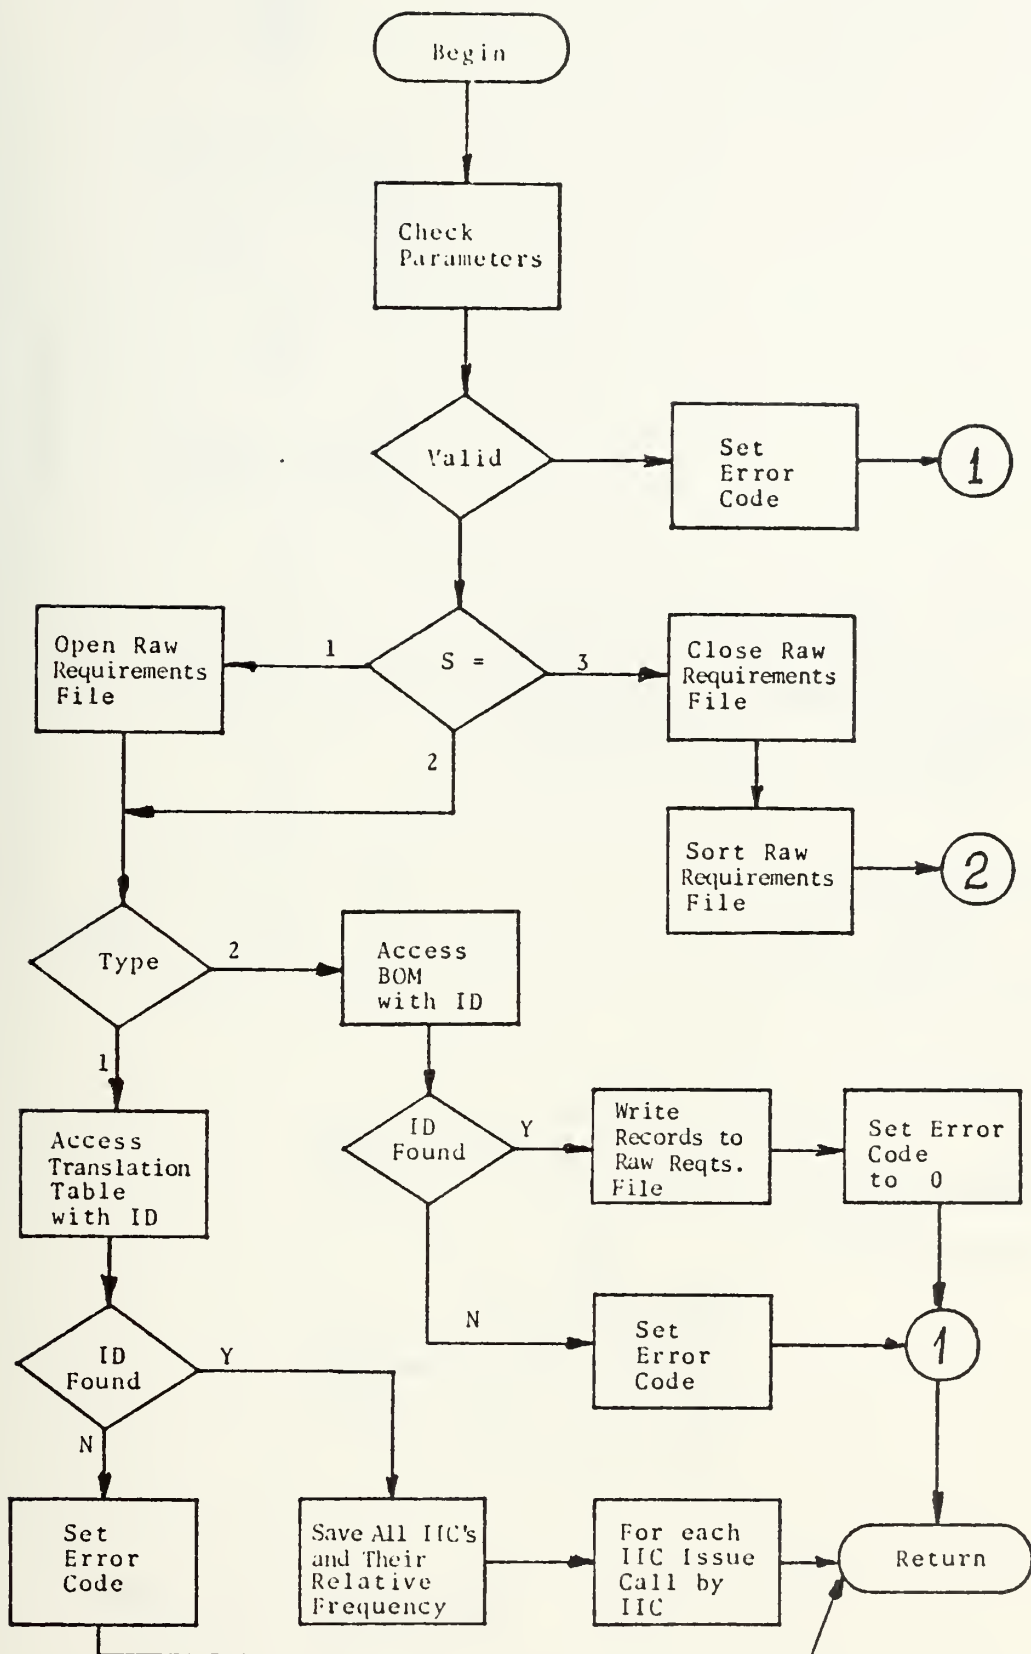 Begin
Check
Parameters
Valid
Set
Error
Code
1
Open Raw
Requirements
File
1
S =
3
Close Raw
Requirements
File
2
Sort Raw
Requirements
File
2
Type
2
Access
BOM
with ID
1
Access
Translation
Table
with ID
ID
Found
Y
Write
Records to
Raw Reqts.
File
Set Error
Code
to 0
N
Set
Error
Code
1
ID
Found
Y
N
Set
Error
Code
Save All IIC's
and Their
Relative
Frequency
For each
IIC Issue
Call by
IIC
Return